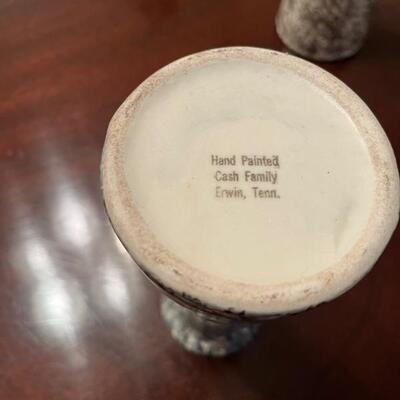 Hand Painted
Cash Family
Erwin, Tenn.